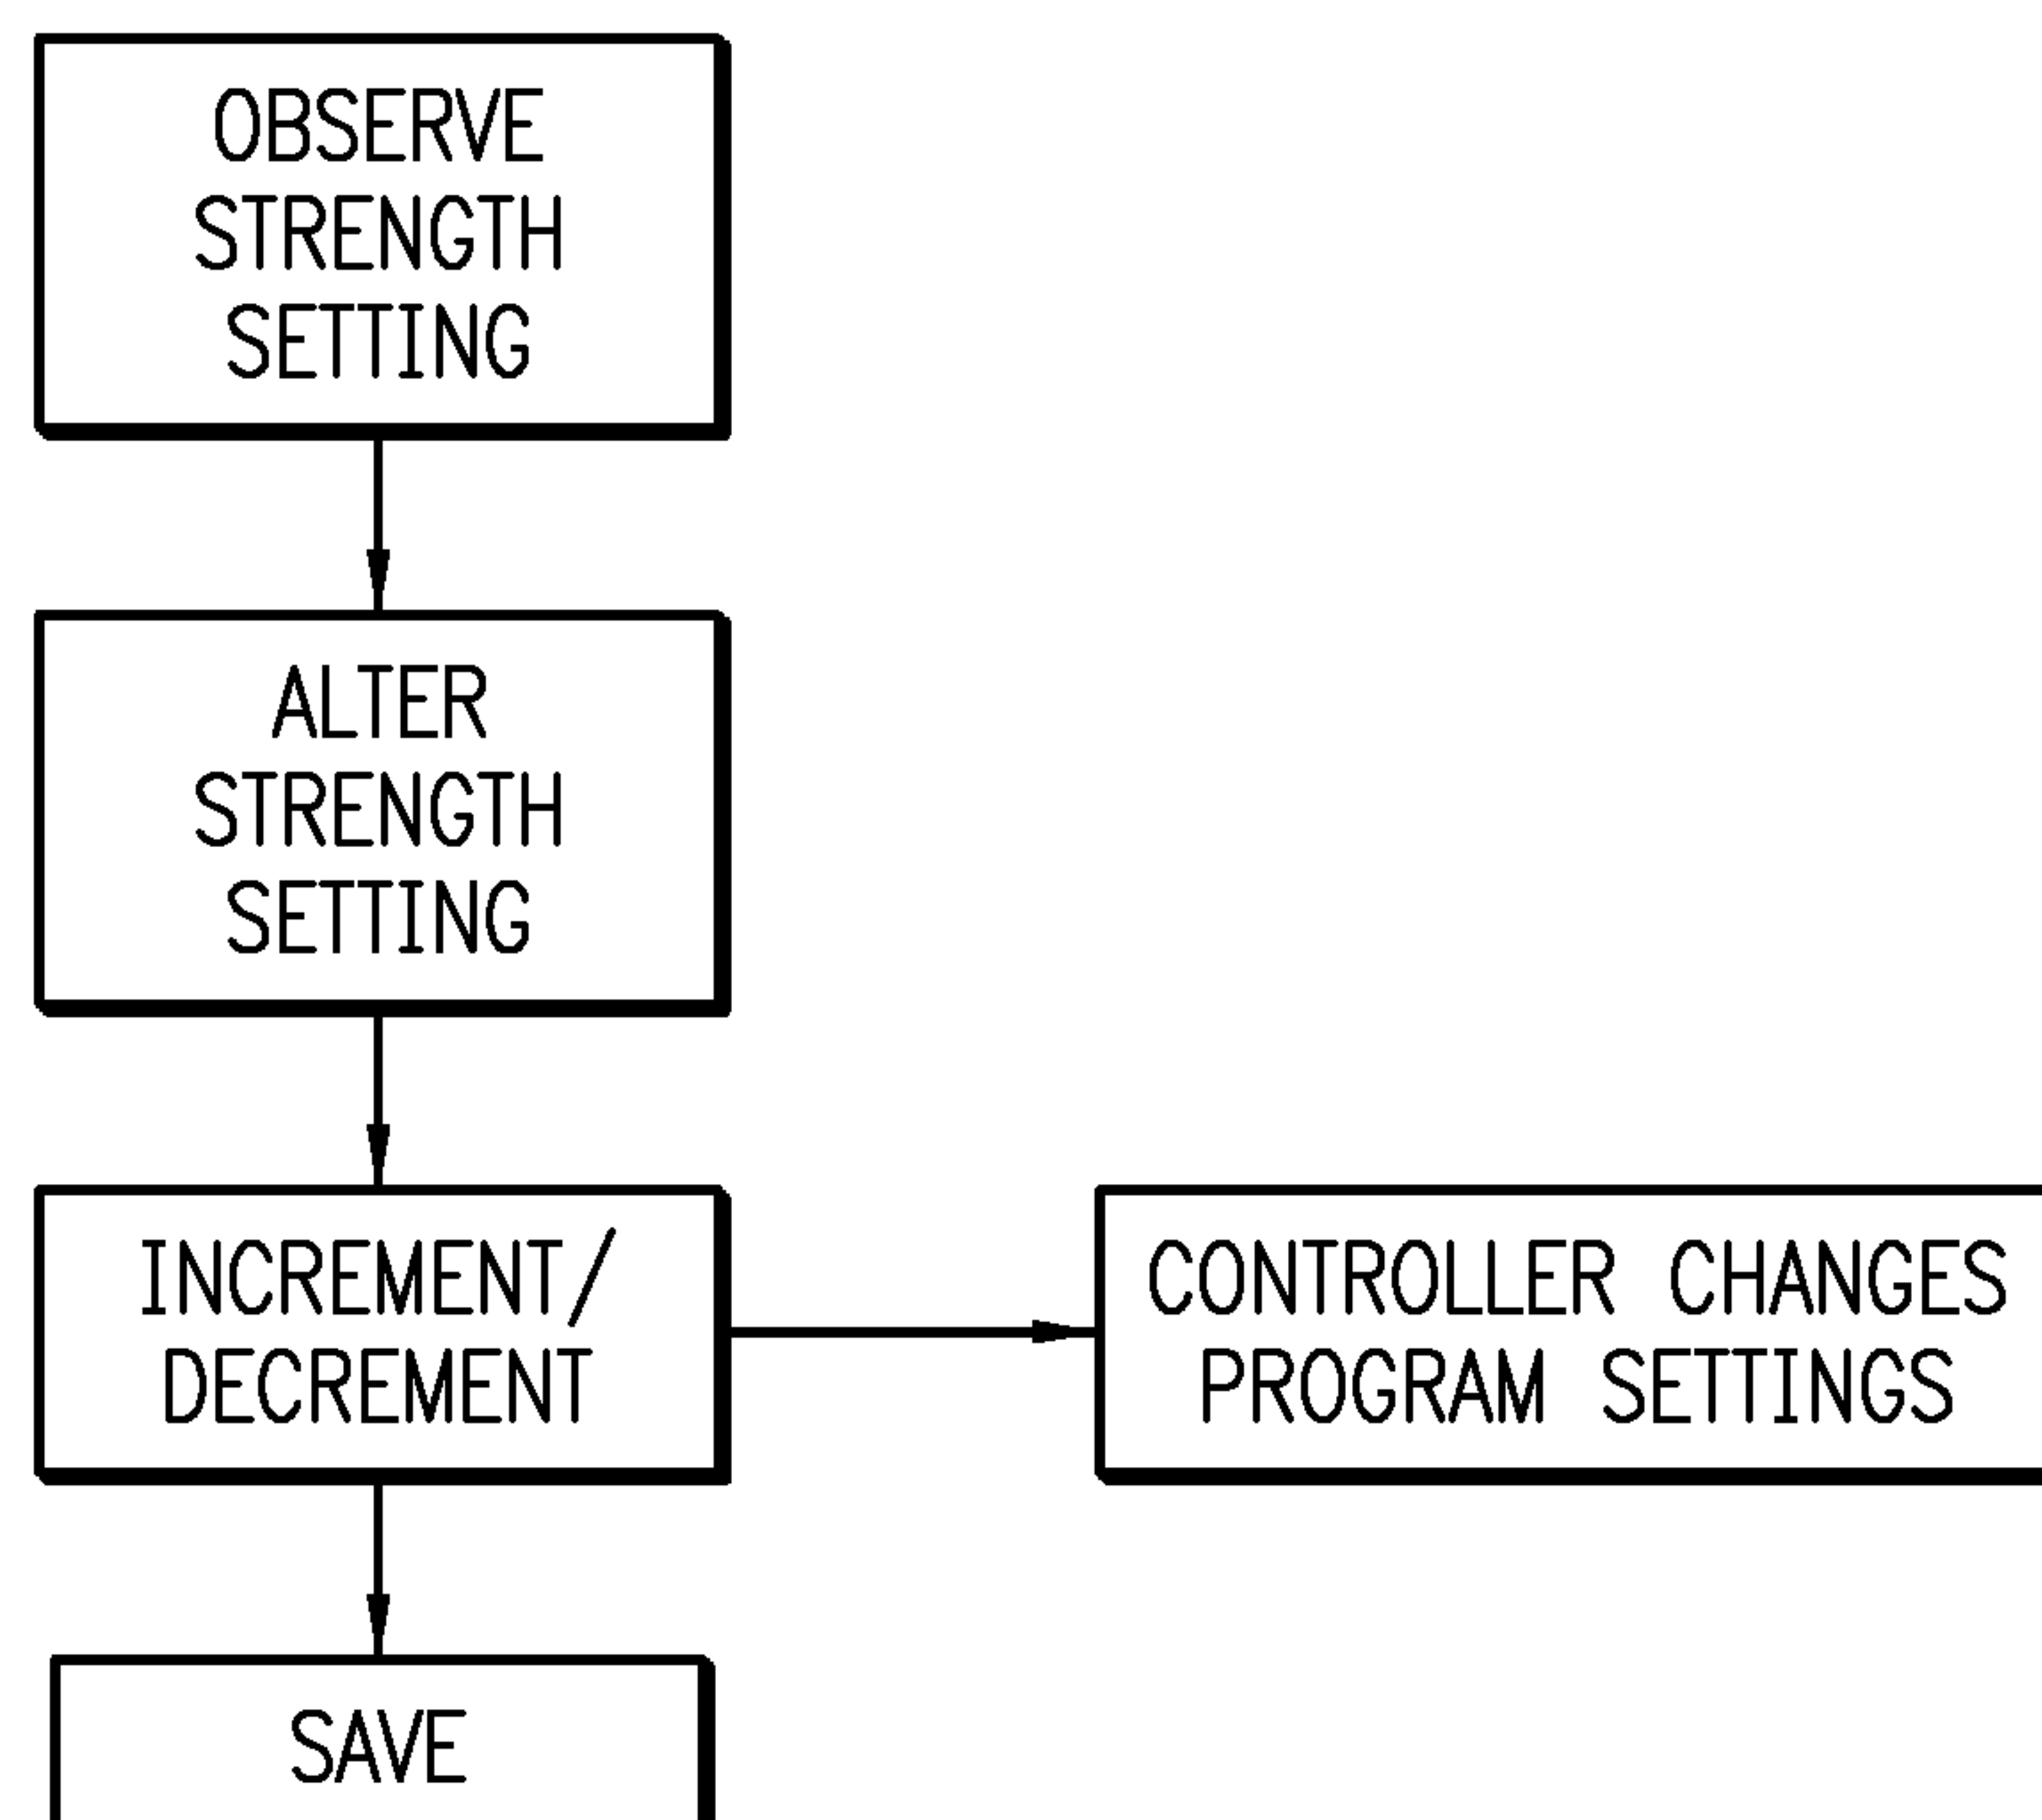 OBSERVE
STRENGTH
SETTING
ALTER
STRENGTH
SETTING
INCREMENT/
DECREMENT
CONTROLLER CHANGES
PROGRAM SETTINGS
SAVE